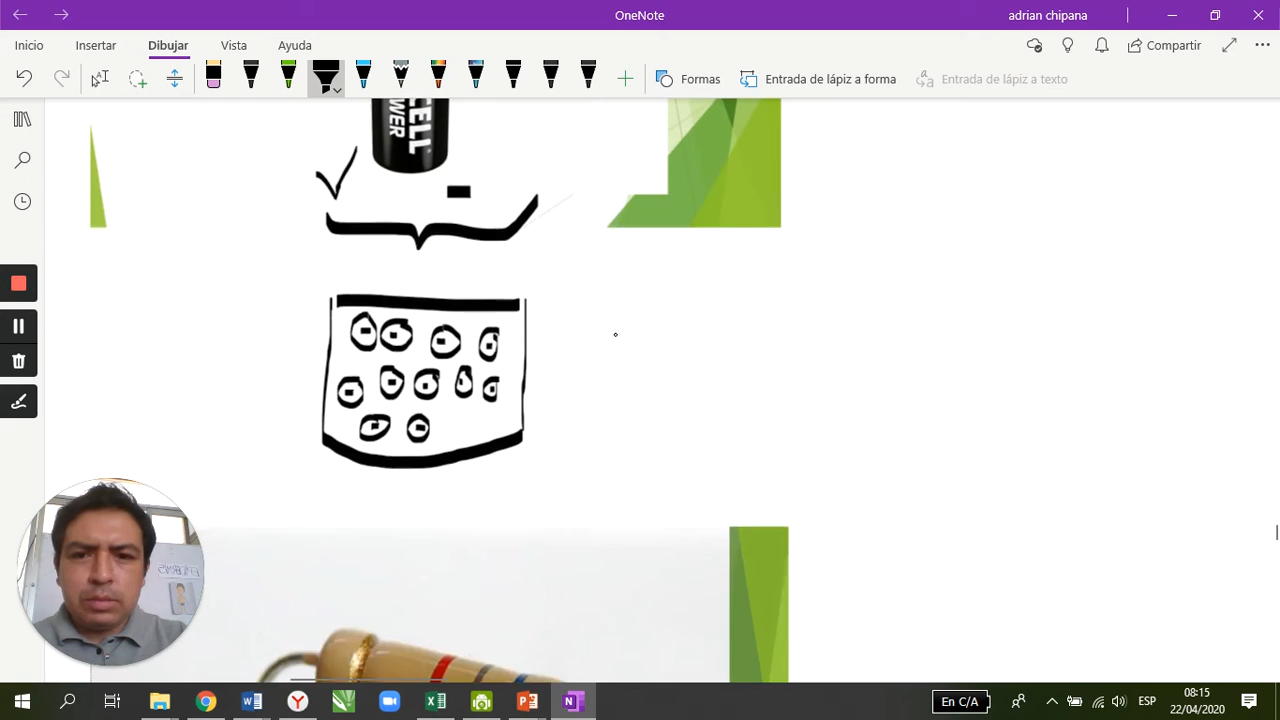 OneNote
adrian chipana
Inicio
Insertar
Dibujar
Vista
Ayuda
Compartir
Formas
Entrada de lápiz a forma
Entrada de lápiz a texto
CELL
WER
En C/A
ESP
08:15
22/04/2020